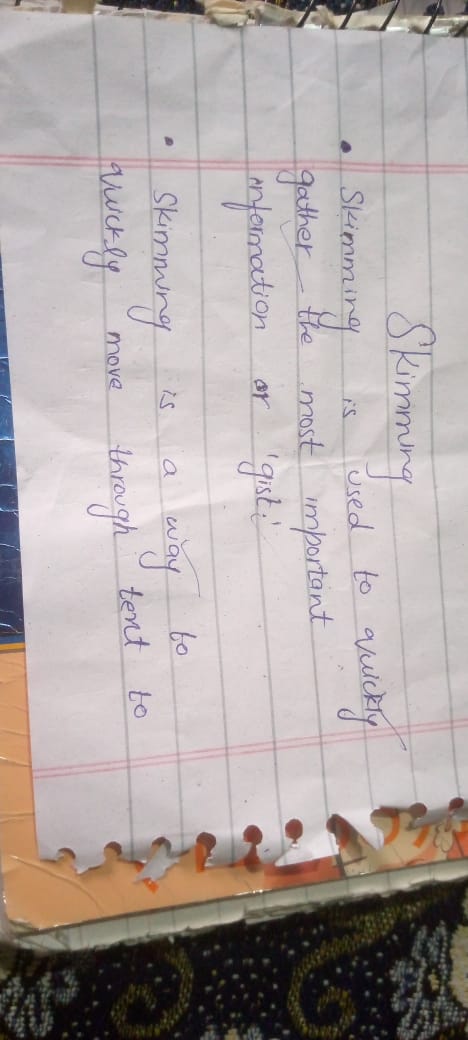 Skimming
• Skimming is used to quickly
gather the most important
information or 'gist.'
• Skimming is a way to
quickly move through text to